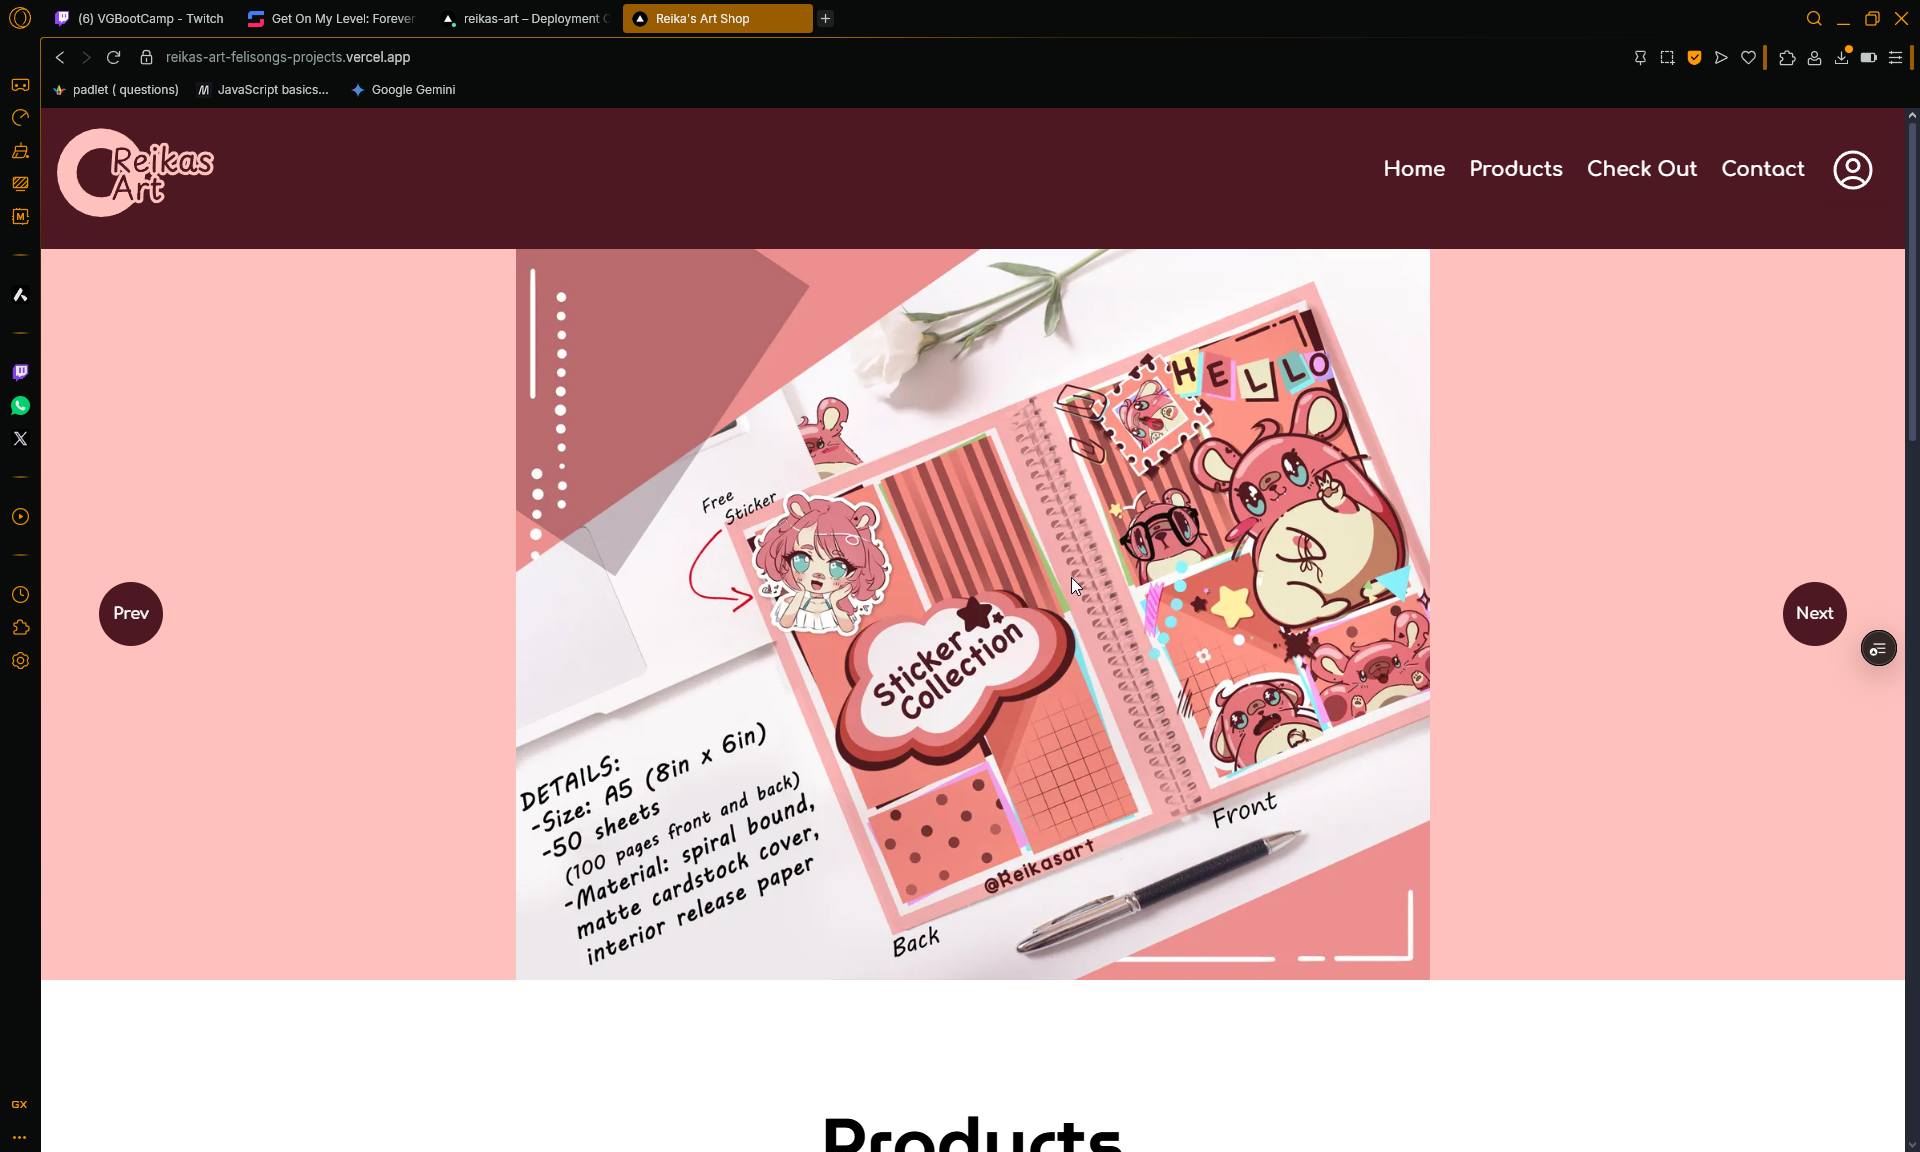 (6) VGBootCamp - Twitch
Get On My Level: Forever
reikas-art – Deployment
Reika's Art Shop
reikas-art-felisongs-projects.vercel.app
padlet ( questions)
JavaScript basics...
Google Gemini
Reikas
Art
Home
Products
Check Out
Contact
HELLO
Free
Sticker
Prev
Next
Sticker
Collection
DETAILS:
-Size: A5 (8in x 6in)
-50 sheets
(100 pages front and back)
-Material: spiral bound,
matte cardstock cover,
interior release paper
Front
@Reikasart
Back
Products
GX